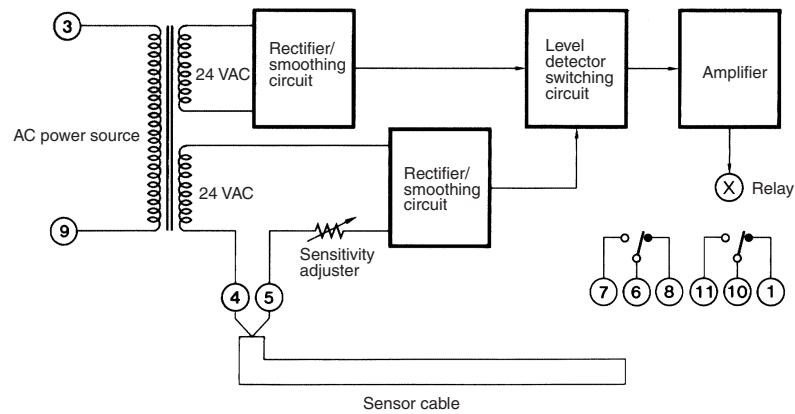 3
Rectifier/
smoothing
circuit
24 VAC
Level
detector
switching
circuit
Amplifier
AC power source
Rectifier/
smoothing
circuit
24 VAC
X
Relay
9
Sensitivity
adjuster
4
5
7
6
8
11
10
1
Sensor cable